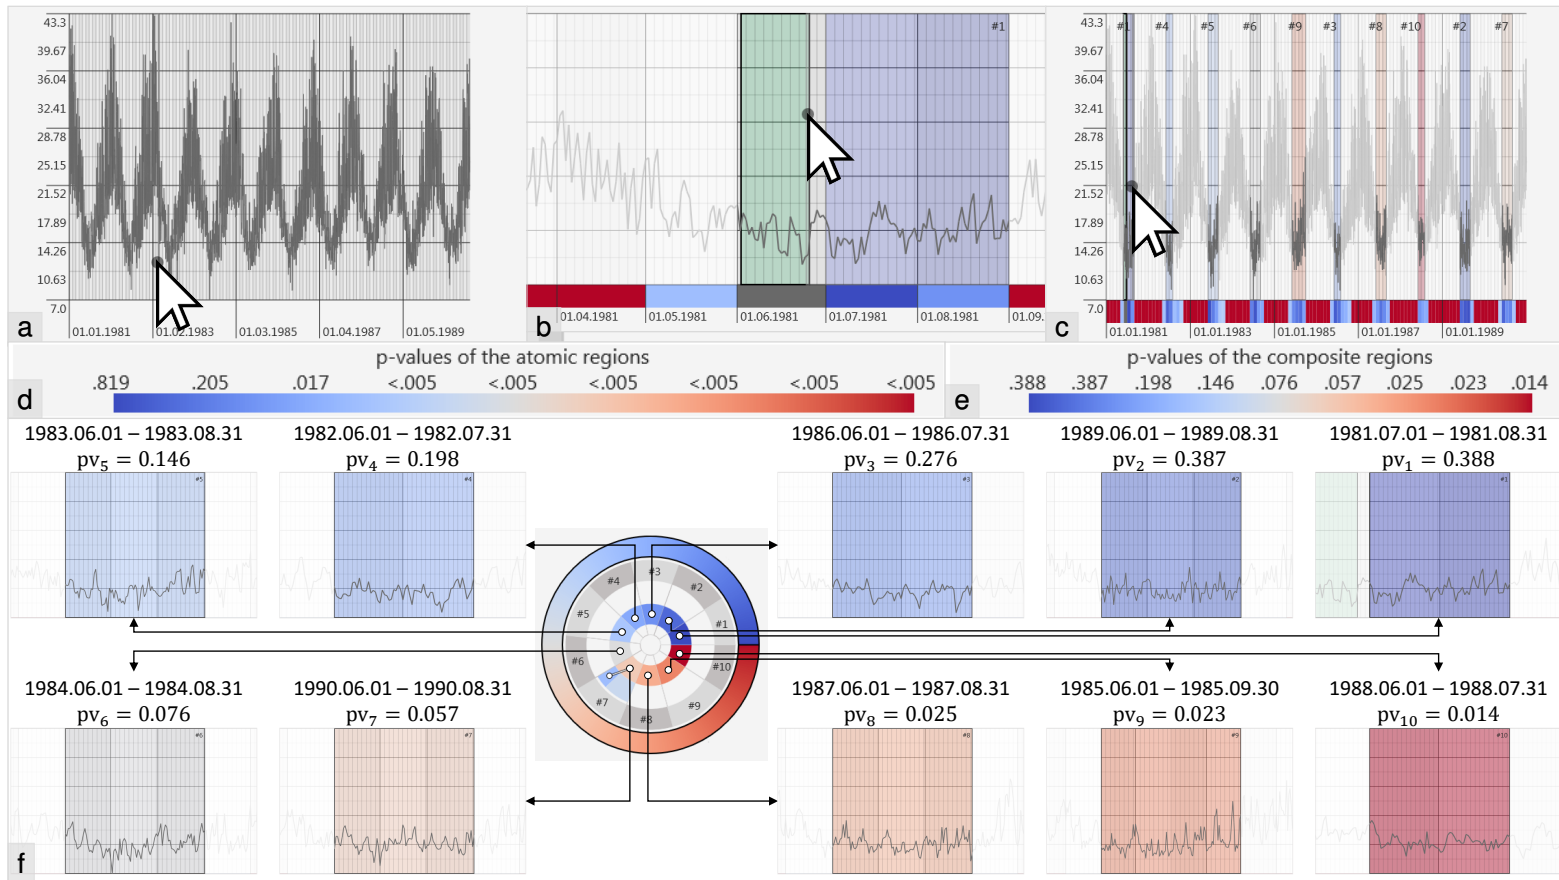 43.3
39.67
36.04
32.41
28.78
25.15
21.52
17.89
14.26
10.63
7.0
01.01.1981 01.02.1983 01.03.1985 01.04.1987 01.05.1989
a
#1
01.04.1981 01.05.1981 01.06.1981 01.07.1981 01.08.1981 01.09.
b
43.3
39.67
36.04
32.41
28.78
25.15
21.52
17.89
14.26
10.63
7.0
#1 #4 #5 #6 #9 #3 #8 #10 #2 #7
01.01.1981 01.01.1983 01.01.1985 01.01.1987 01.01.1989
c
p-values of the atomic regions
.819 .205 .017 <.005 <.005 <.005 <.005 <.005 <.005
d
p-values of the composite regions
.388 .387 .198 .146 .076 .057 .025 .023 .014
e
1983.06.01 – 1983.08.31
pv5 = 0.146
#5
1982.06.01 – 1982.07.31
pv4 = 0.198
#4
1986.06.01 – 1986.07.31
pv3 = 0.276
#3
1989.06.01 – 1989.08.31
pv2 = 0.387
#2
1981.07.01 – 1981.08.31
pv1 = 0.388
#1
#3
#4 #2
#5 #1
#6 #10
#7 #9
#8
1984.06.01 – 1984.08.31
pv6 = 0.076
#6
1990.06.01 – 1990.08.31
pv7 = 0.057
#7
1987.06.01 – 1987.08.31
pv8 = 0.025
#8
1985.06.01 – 1985.09.30
pv9 = 0.023
#9
1988.06.01 – 1988.07.31
pv10 = 0.014
#10
f